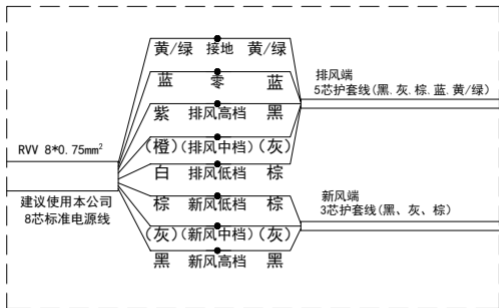 黄/绿 接地 黄/绿
蓝 零 蓝
紫 排风高档 黑
(橙) (排风中档) (灰)
白 排风低档 棕
棕 新风低档 棕
(灰) (新风中档) (灰)
黑 新风高档 黑
RVV 8*0.75mm²
建议使用本公司
8芯标准电源线
排风端
5芯护套线(黑.灰.棕.蓝.黄/绿)
新风端
3芯护套线(黑、灰、棕)